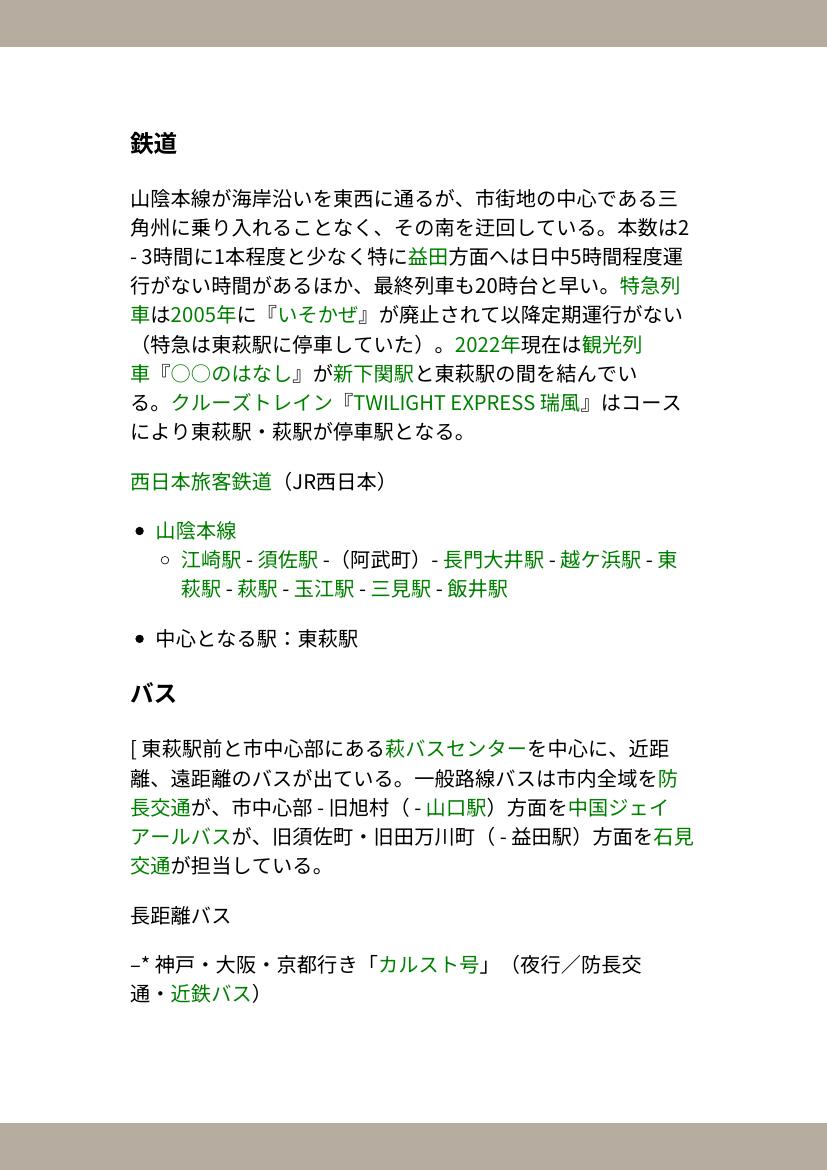 鉄道
山陰本線が海岸沿いを東西に通るが、市街地の中心である三
角州に乗り入れることなく、その南を迂回している。本数は2
- 3時間に1本程度と少なく特に益田方面へは日中5時間程度運
行がない時間があるほか、最終列車も20時台と早い。特急列
車は2005年に『いそかぜ』が廃止されて以降定期運行がない
（特急は東萩駅に停車していた）。2022年現在は観光列
車『○○のはなし』が新下関駅と東萩駅の間を結んでい
る。クルーズトレイン『TWILIGHT EXPRESS 瑞風』はコース
により東萩駅・萩駅が停車駅となる。
西日本旅客鉄道（JR西日本）
• 山陰本線
◦ 江崎駅 - 須佐駅 -（阿武町）- 長門大井駅 - 越ケ浜駅 - 東
萩駅 - 萩駅 - 玉江駅 - 三見駅 - 飯井駅
• 中心となる駅：東萩駅
バス
[ 東萩駅前と市中心部にある萩バスセンターを中心に、近距
離、遠距離のバスが出ている。一般路線バスは市内全域を防
長交通が、市中心部 - 旧旭村（ - 山口駅）方面を中国ジェイ
アールバスが、旧須佐町・旧田万川町（ - 益田駅）方面を石見
交通が担当している。
長距離バス
–* 神戸・大阪・京都行き「カルスト号」（夜行／防長交
通・近鉄バス）